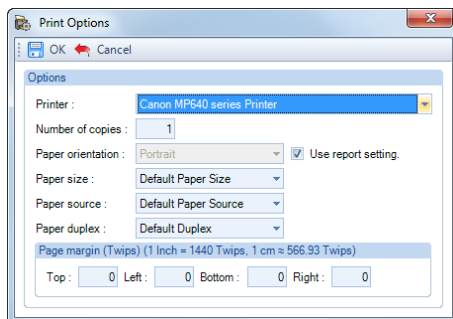 Print Options
OK Cancel
Options
Printer : Canon MP640 series Printer
Number of copies : 1
Paper orientation : Portrait Use report setting.
Paper size : Default Paper Size
Paper source : Default Paper Source
Paper duplex : Default Duplex
Page margin (Twips) (1 Inch = 1440 Twips, 1 cm ≈ 566.93 Twips)
Top : 0 Left : 0 Bottom : 0 Right : 0